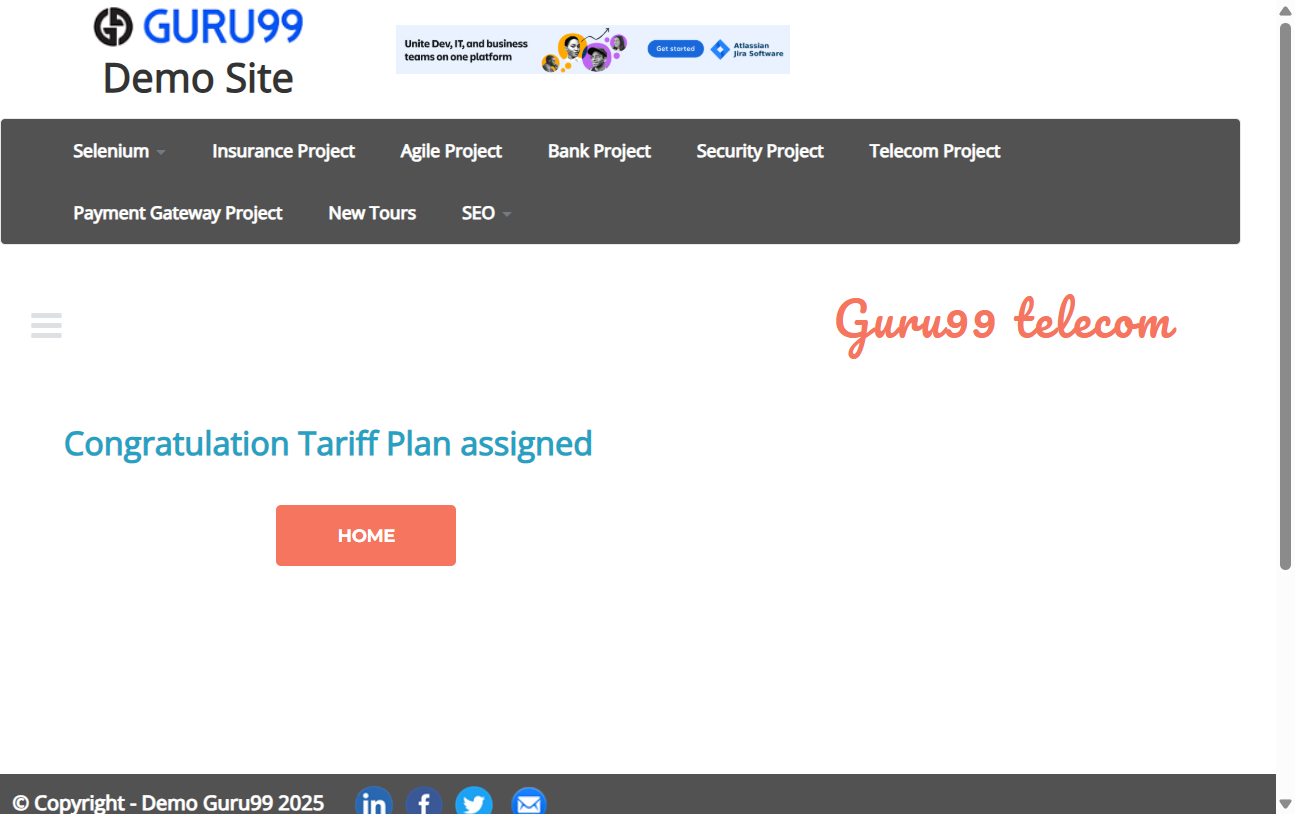 GURU99
Demo Site
Unite Dev, IT, and business
teams on one platform
Get started
Atlassian
Jira Software
Selenium
Insurance Project
Agile Project
Bank Project
Security Project
Telecom Project
Payment Gateway Project
New Tours
SEO
Guru99 telecom
Congratulation Tariff Plan assigned
HOME
© Copyright - Demo Guru99 2025